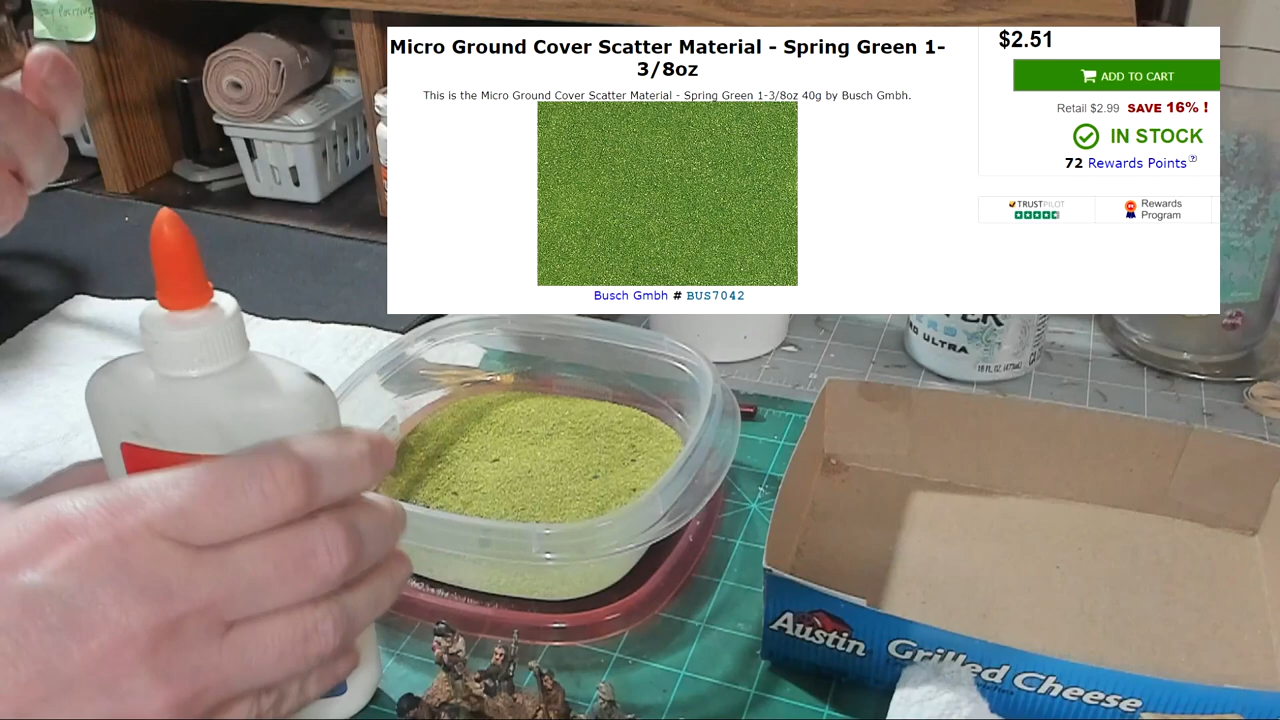 Micro Ground Cover Scatter Material - Spring Green 1-
3/8oz
This is the Micro Ground Cover Scatter Material - Spring Green 1-3/8oz 40g by Busch Gmbh.
Busch Gmbh # BUS7042
$2.51
ADD TO CART
Retail $2.99 SAVE 16% !
IN STOCK
72 Rewards Points
TRUSTPILOT
Rewards
Program
POSITIVE
ULTRA
Austin
Grilled Cheese